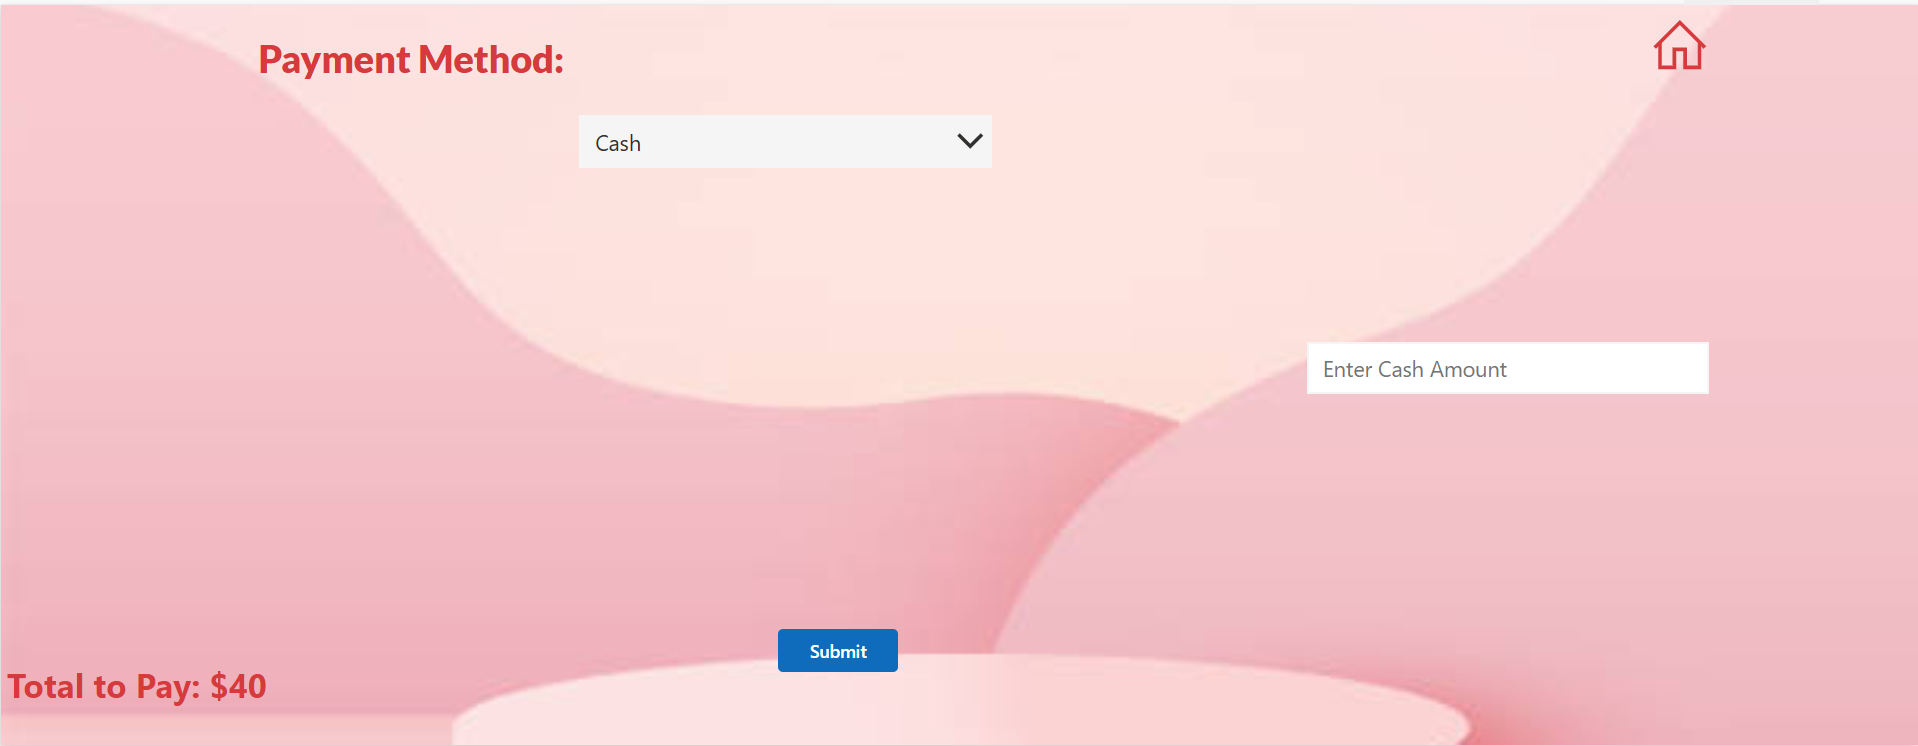 Payment Method:
Cash
Enter Cash Amount
Submit
Total to Pay: $40